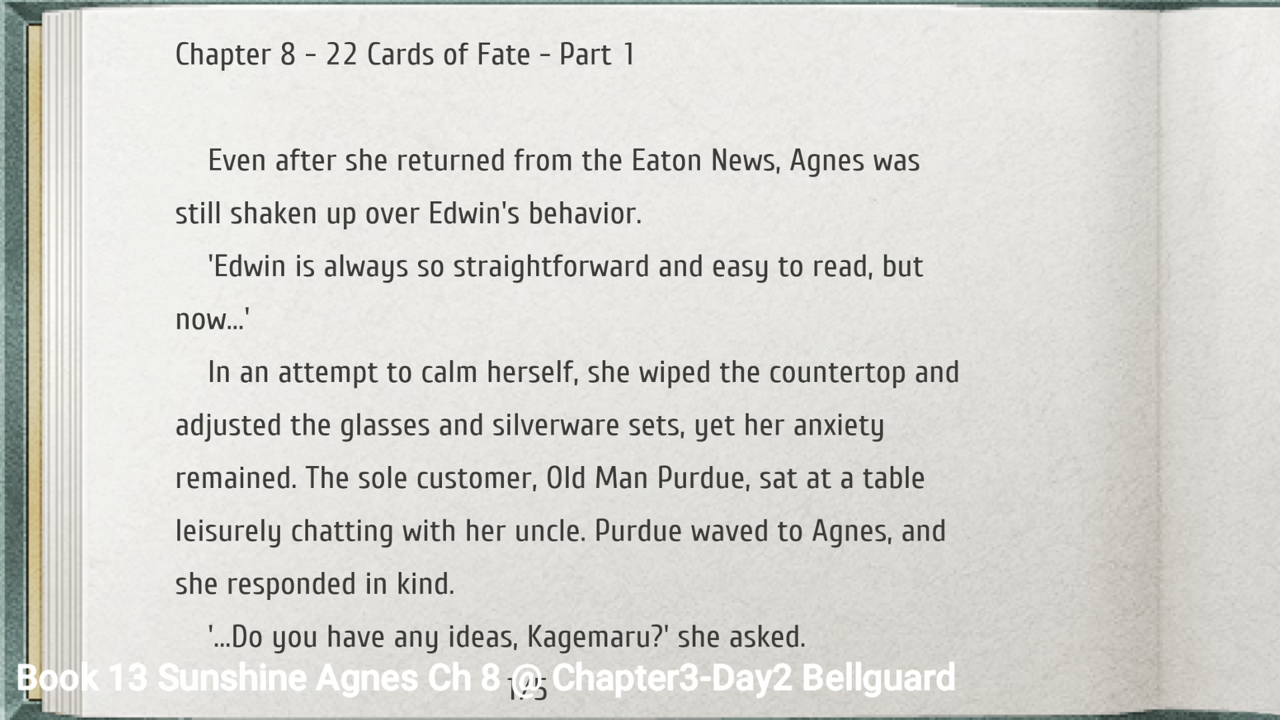 Chapter 8 - 22 Cards of Fate - Part 1
Even after she returned from the Eaton News, Agnes was
still shaken up over Edwin's behavior.
'Edwin is always so straightforward and easy to read, but
now...'
In an attempt to calm herself, she wiped the countertop and
adjusted the glasses and silverware sets, yet her anxiety
remained. The sole customer, Old Man Purdue, sat at a table
leisurely chatting with her uncle. Purdue waved to Agnes, and
she responded in kind.
'...Do you have any ideas, Kagemaru?' she asked.
Book 13 Sunshine Agnes Ch 8 @ Chapter3-Day2 Bellguard